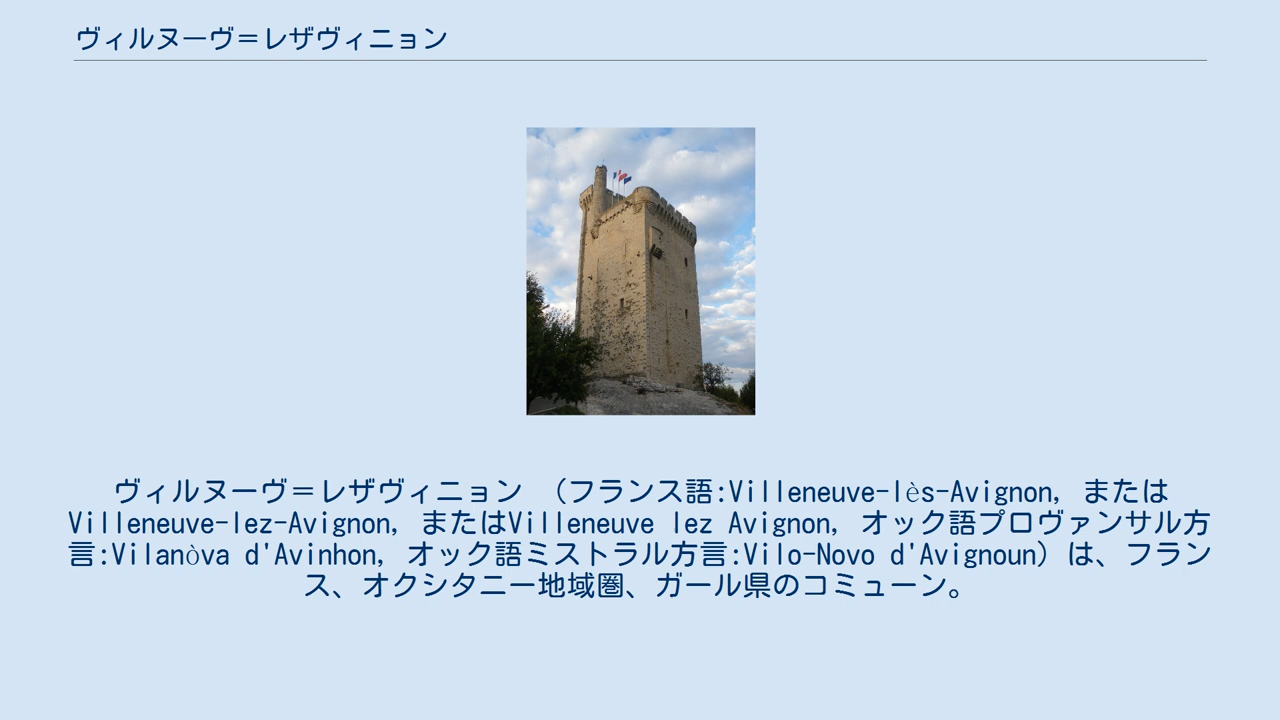 ヴィルヌーヴ＝レザヴィニョン
ヴィルヌーヴ＝レザヴィニョン （フランス語:Villeneuve-lès-Avignon, または
Villeneuve-lez-Avignon, またはVilleneuve lez Avignon, オック語プロヴァンサル方
言:Vilanòva d'Avinhon, オック語ミストラル方言:Vilo-Novo d'Avignoun）は、フラン
ス、オクシタニー地域圏、ガール県のコミューン。